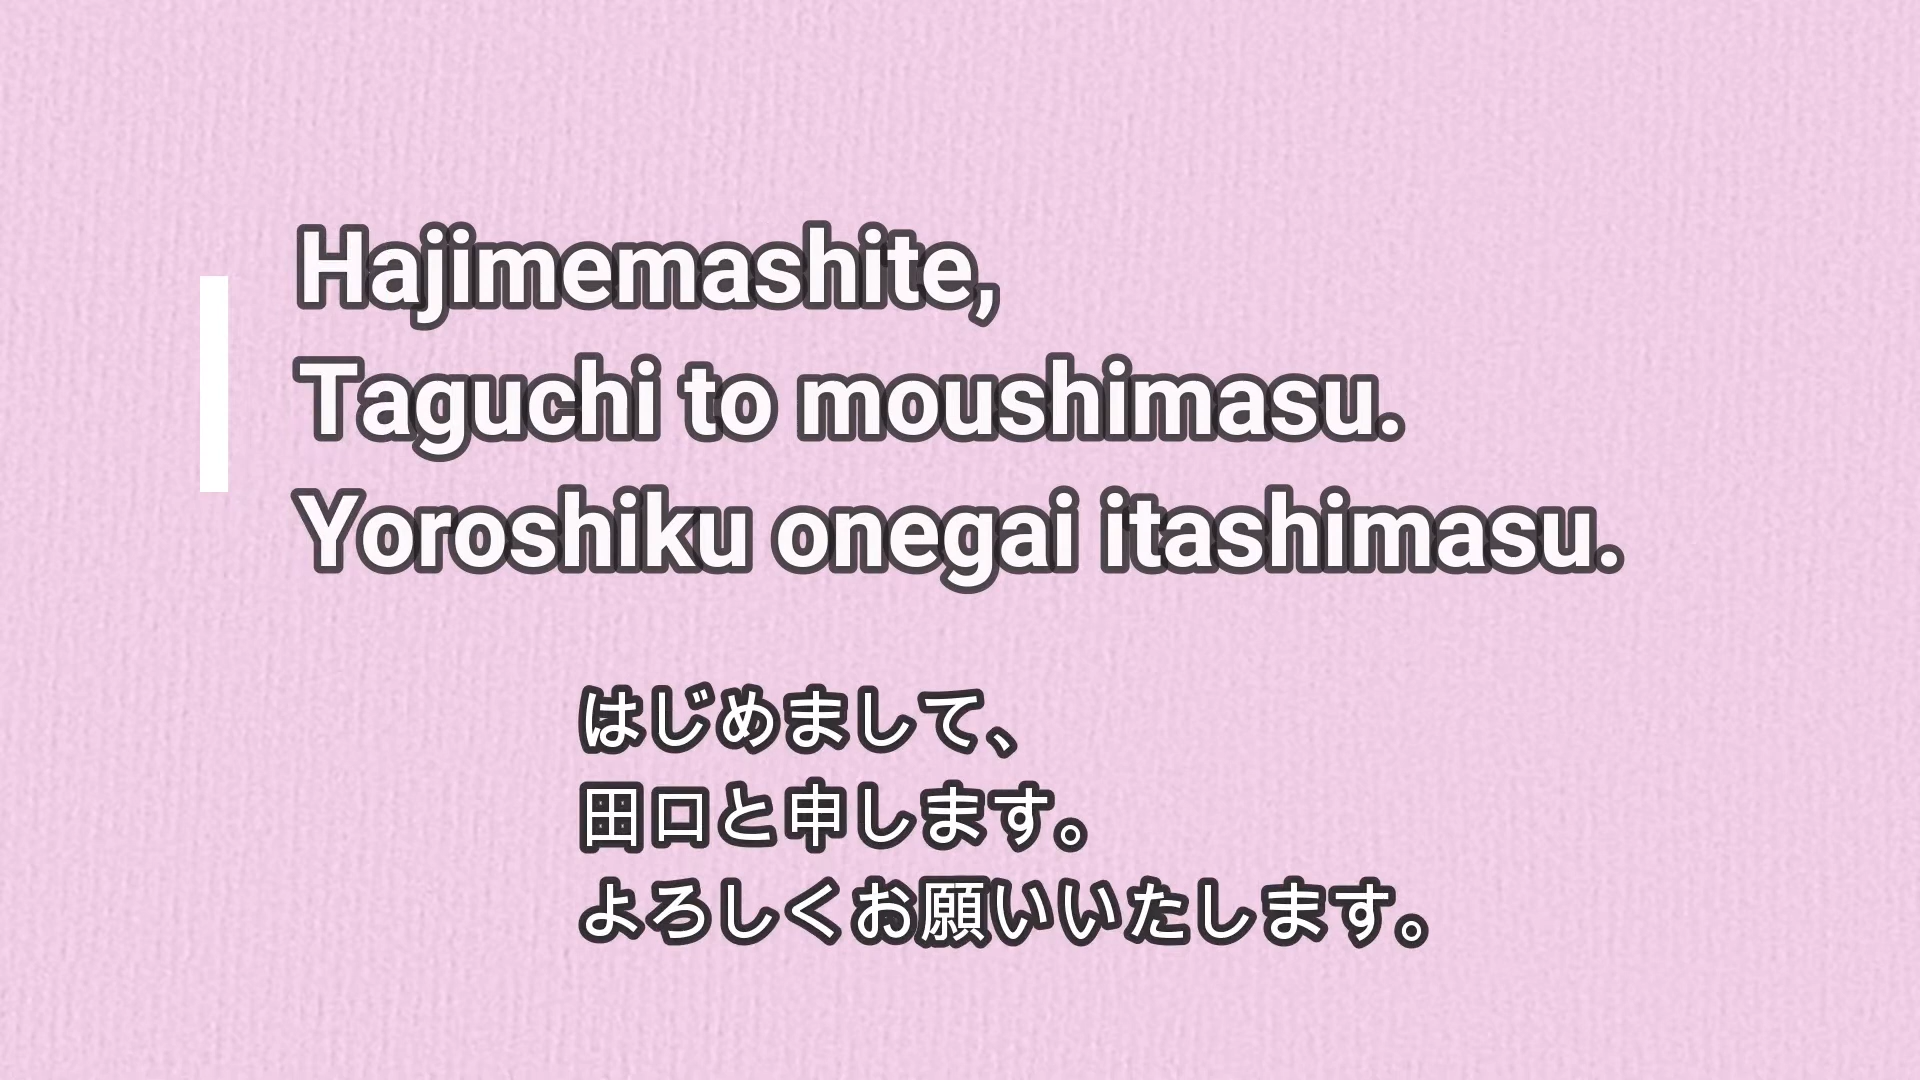 Hajimemashite,
Taguchi to moushimasu.
Yoroshiku onegai itashimasu.
はじめまして、
田口と申します。
よろしくお願いいたします。